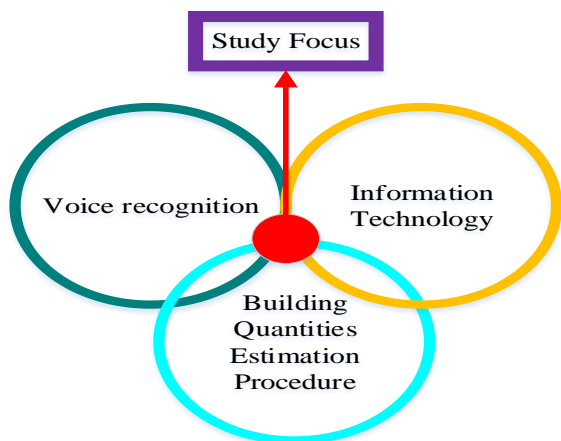 Study Focus
Voice recognition
Information
Technology
Building
Quantities
Estimation
Procedure